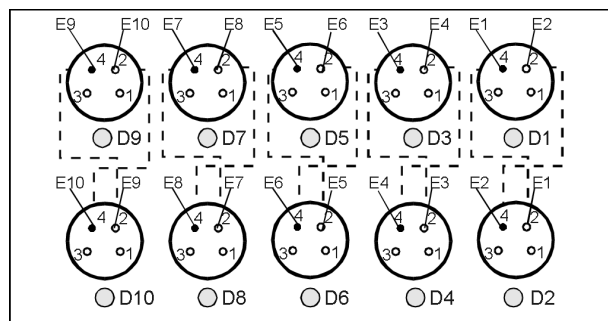 E9 E10 E7 E8 E5 E6 E3 E4 E1 E2
4 2 4 2 4 2 4 2 4 2
3 1 3 1 3 1 3 1 3 1
D9 D7 D5 D3 D1
E10 E9 E8 E7 E6 E5 E4 E3 E2 E1
4 2 4 2 4 2 4 2 4 2
3 1 3 1 3 1 3 1 3 1
D10 D8 D6 D4 D2